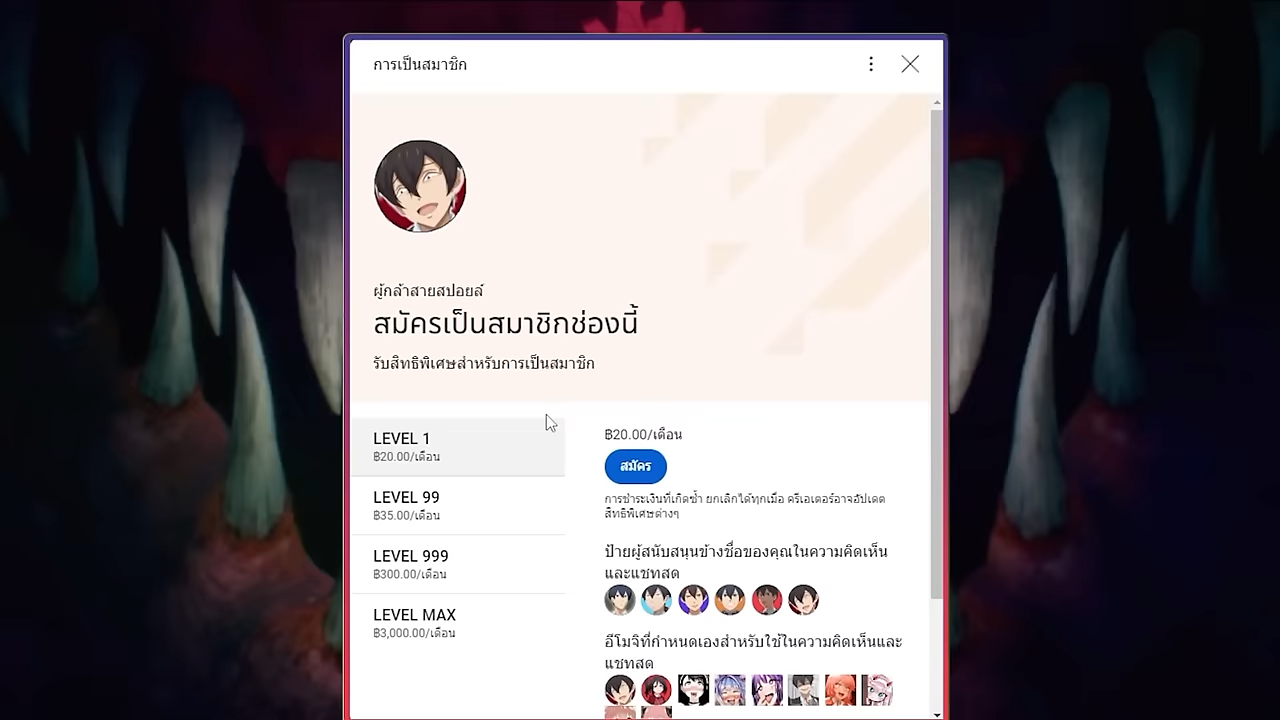 การเป็นสมาชิก
ผู้กล้าสายสปอยล์
สมัครเป็นสมาชิกช่องนี้
รับสิทธิพิเศษสำหรับการเป็นสมาชิก
LEVEL 1
฿20.00/เดือน
LEVEL 99
฿35.00/เดือน
LEVEL 999
฿300.00/เดือน
LEVEL MAX
฿3,000.00/เดือน
฿20.00/เดือน
สมัคร
การชำระเงินที่เกิดซ้ำ ยกเลิกได้ทุกเมื่อ ครีเอเตอร์อาจอัปเดต
สิทธิพิเศษต่างๆ
ป้ายผู้สนับสนุนข้างชื่อของคุณในความคิดเห็น
และแชทสด
อีโมจิที่กำหนดเองสำหรับใช้ในความคิดเห็นและ
แชทสด